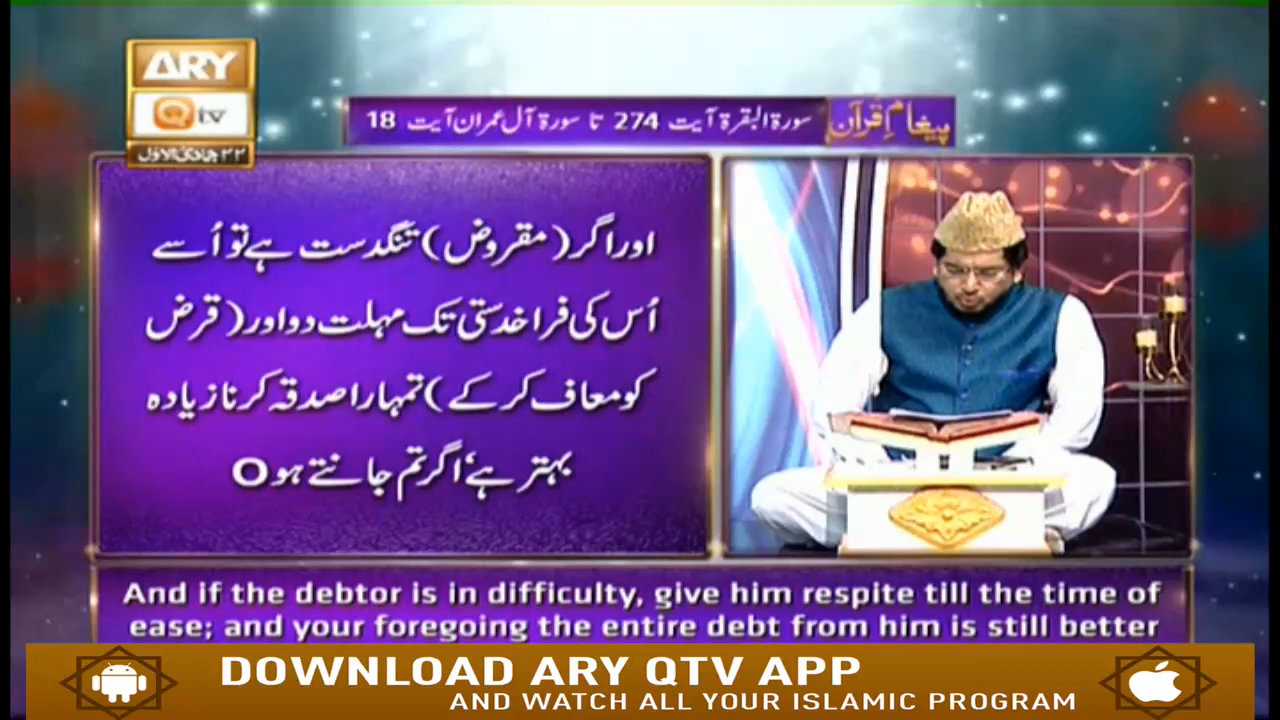 ARY
Qtv
۲۲ جمادی الاول
پیغامِ قرآن
سورۃ البقرۃ آیت 274 تا سورۃ آل عمران آیت 18
اور اگر (مقروض) تنگدست ہے تو اُسے
اُس کی فراخدستی تک مہلت دو اور (قرض
کو معاف کر کے) تمہارا صدقہ کرنا زیادہ
بہتر ہے، اگر تم جانتے ہو O
And if the debtor is in difficulty, give him respite till the time of
ease; and your foregoing the entire debt from him is still better
DOWNLOAD ARY QTV APP
AND WATCH ALL YOUR ISLAMIC PROGRAM